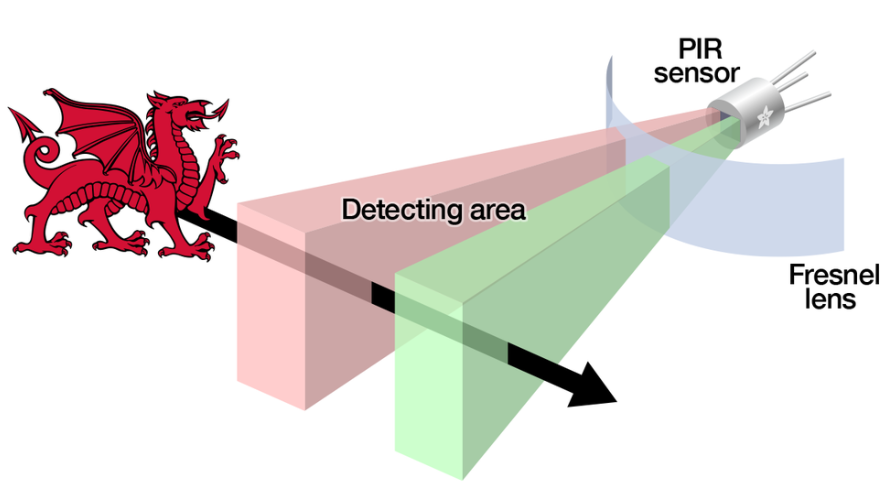 PIR
sensor
Detecting area
Fresnel
lens